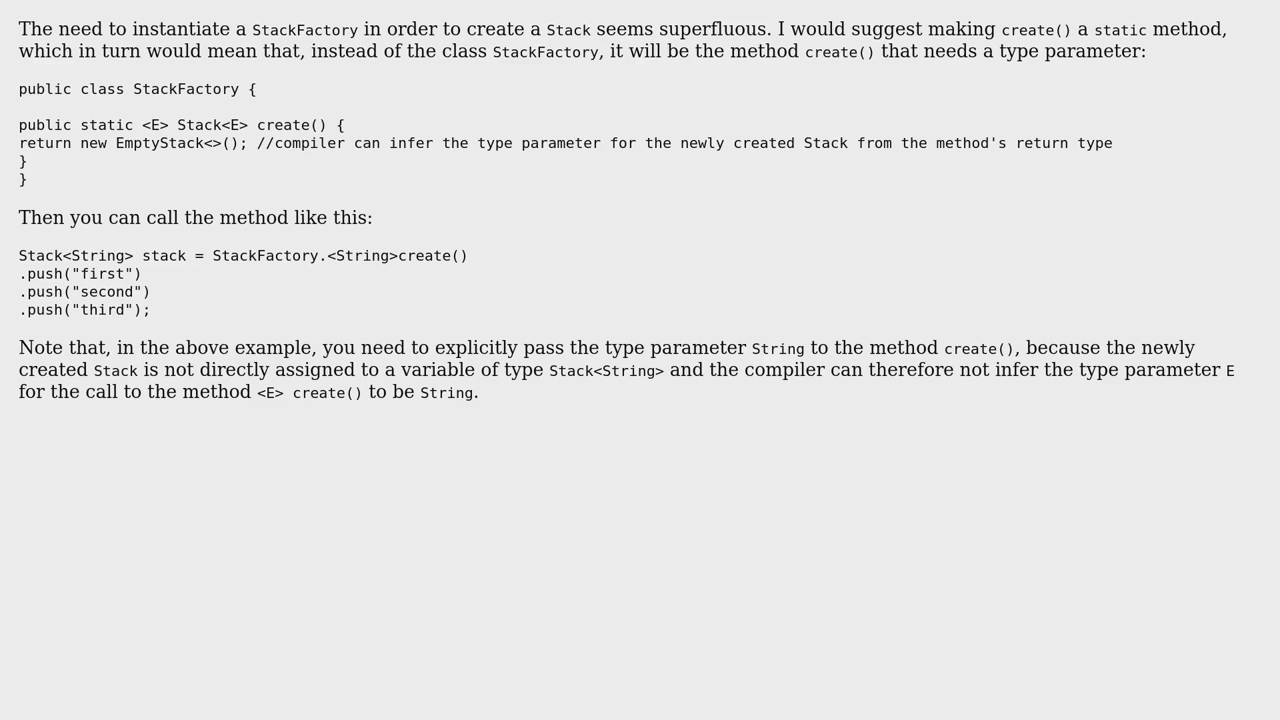 The need to instantiate a StackFactory in order to create a Stack seems superfluous. I would suggest making create() a static method,
which in turn would mean that, instead of the class StackFactory, it will be the method create() that needs a type parameter:
public class StackFactory {
public static <E> Stack<E> create() {
return new EmptyStack<>(); //compiler can infer the type parameter for the newly created Stack from the method's return type
}
}
Then you can call the method like this:
Stack<String> stack = StackFactory.<String>create()
.push("first")
.push("second")
.push("third");
Note that, in the above example, you need to explicitly pass the type parameter String to the method create(), because the newly
created Stack is not directly assigned to a variable of type Stack<String> and the compiler can therefore not infer the type parameter E
for the call to the method <E> create() to be String.